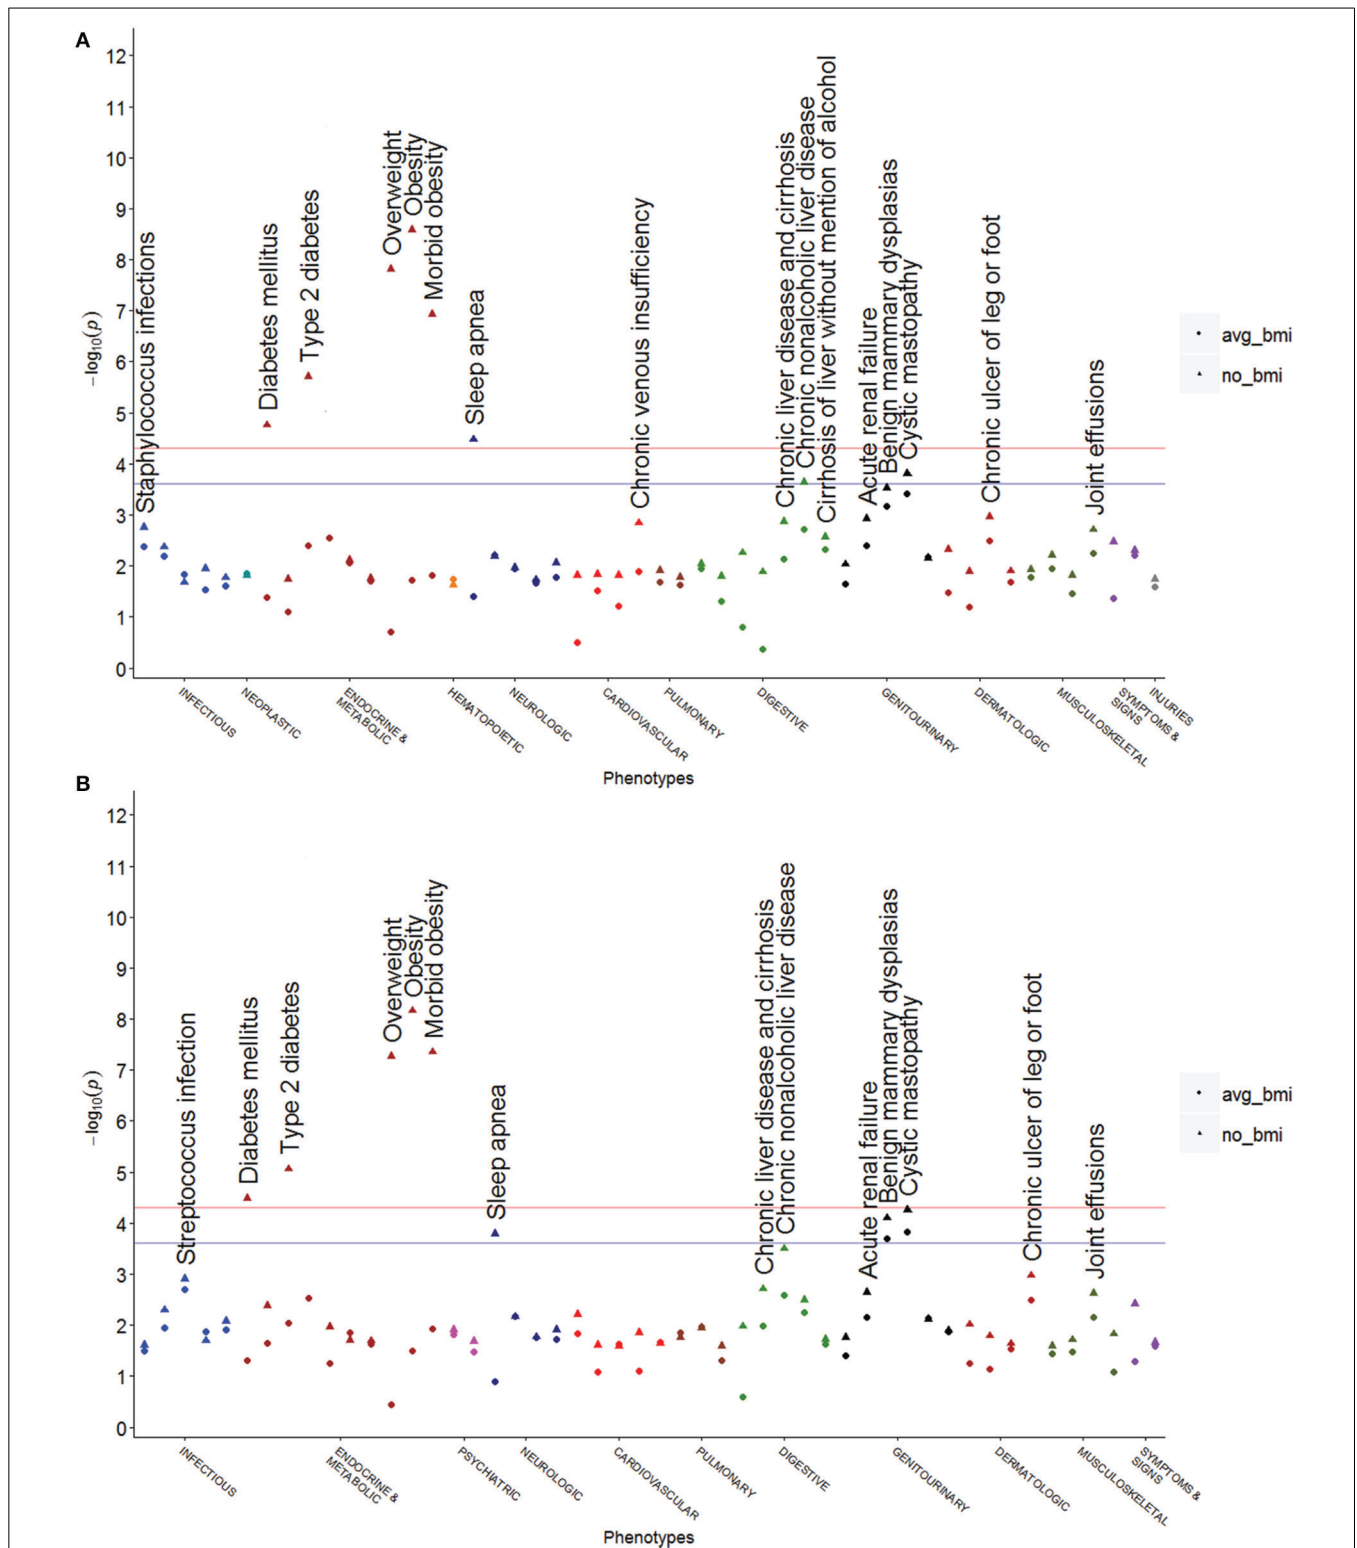 A
12
11
10
9
8
7
6
5
4
3
2
1
0
−log10(p)
Staphylococcus infections
Diabetes mellitus
Type 2 diabetes
Overweight
Obesity
Morbid obesity
Sleep apnea
Chronic venous insufficiency
Chronic liver disease and cirrhosis
Chronic nonalcoholic liver disease
Cirrhosis of liver without mention of alcohol
Acute renal failure
Benign mammary dysplasias
Cystic mastopathy
Chronic ulcer of leg or foot
Joint effusions
avg_bmi
no_bmi
INFECTIOUS
NEOPLASTIC
ENDOCRINE &
METABOLIC
HEMATOPOIETIC
NEUROLOGIC
CARDIOVASCULAR
PULMONARY
DIGESTIVE
GENITOURINARY
DERMATOLOGIC
MUSCULOSKELETAL
SYMPTOMS &
SIGNS
INJURIES
Phenotypes
B
12
11
10
9
8
7
6
5
4
3
2
1
0
−log10(p)
Streptococcus infection
Diabetes mellitus
Type 2 diabetes
Overweight
Obesity
Morbid obesity
Sleep apnea
Chronic liver disease and cirrhosis
Chronic nonalcoholic liver disease
Acute renal failure
Benign mammary dysplasias
Cystic mastopathy
Chronic ulcer of leg or foot
Joint effusions
avg_bmi
no_bmi
INFECTIOUS
ENDOCRINE &
METABOLIC
PSYCHIATRIC
NEUROLOGIC
CARDIOVASCULAR
PULMONARY
DIGESTIVE
GENITOURINARY
DERMATOLOGIC
MUSCULOSKELETAL
SYMPTOMS &
SIGNS
Phenotypes